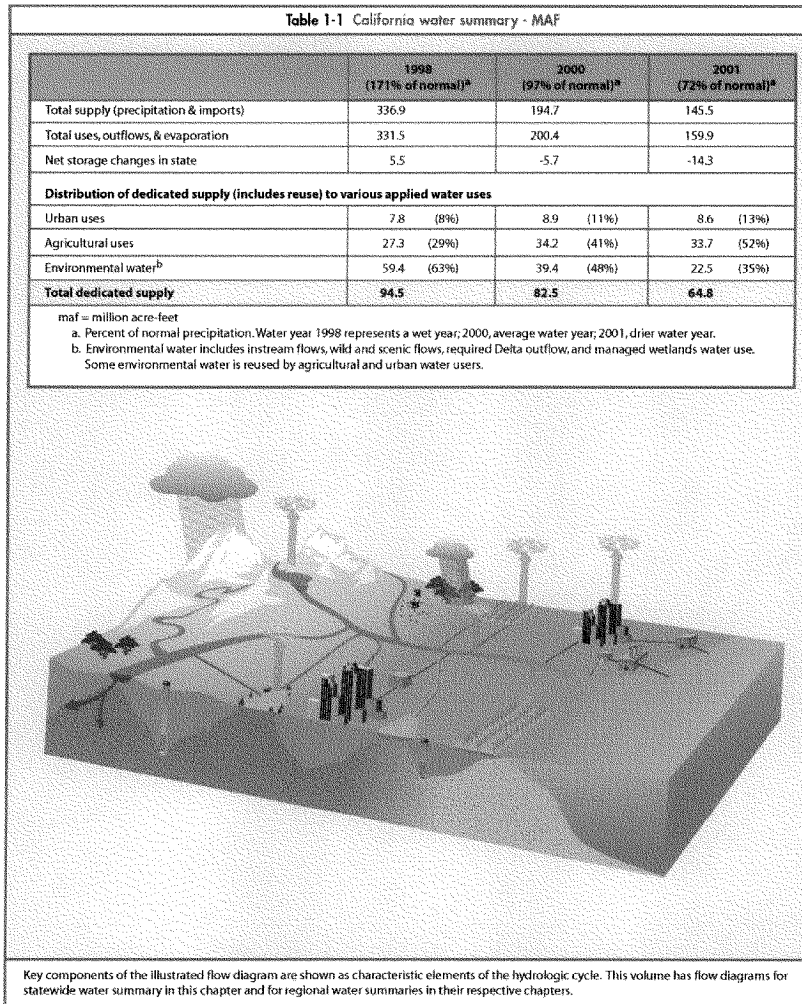 Table 1-1 California water summary - MAF
1998 2000 2001
(171% of normal)a (97% of normal)a (72% of normal)a
Total supply (precipitation & imports) 336.9 194.7 145.5
Total uses, outflows, & evaporation 331.5 200.4 159.9
Net storage changes in state 5.5 -5.7 -14.3
Distribution of dedicated supply (includes reuse) to various applied water uses
Urban uses 7.8 (8%) 8.9 (11%) 8.6 (13%)
Agricultural uses 27.3 (29%) 34.2 (41%) 33.7 (52%)
Environmental waterb 59.4 (63%) 39.4 (48%) 22.5 (35%)
Total dedicated supply 94.5 82.5 64.8
maf = million acre-feet
a. Percent of normal precipitation. Water year 1998 represents a wet year; 2000, average water year; 2001, drier water year.
b. Environmental water includes instream flows, wild and scenic flows, required Delta outflow, and managed wetlands water use.
Some environmental water is reused by agricultural and urban water users.
Key components of the illustrated flow diagram are shown as characteristic elements of the hydrologic cycle. This volume has flow diagrams for
statewide water summary in this chapter and for regional water summaries in their respective chapters.